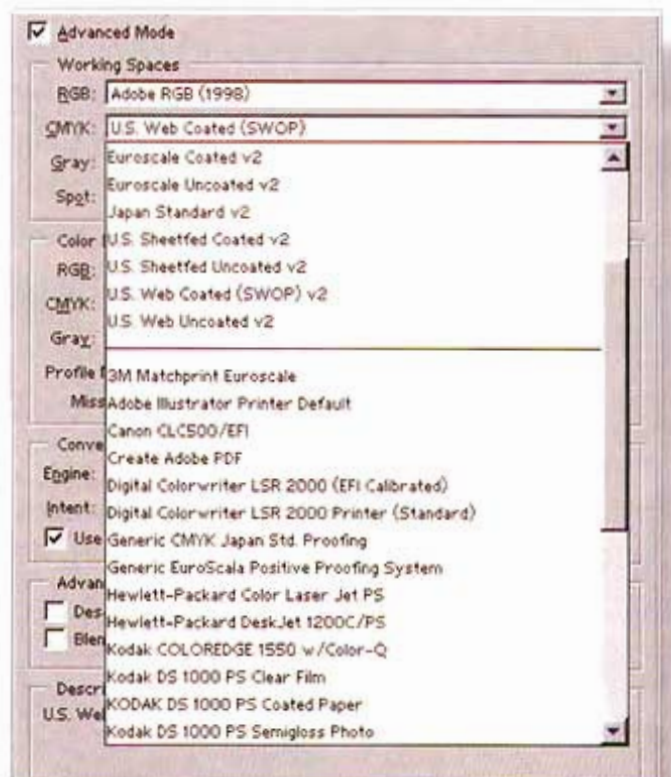 Advanced Mode
Working Spaces
RGB: Adobe RGB (1998)
CMYK: U.S. Web Coated (SWOP)
Gray: Euroscale Coated v2
Euroscale Uncoated v2
Spot:
Japan Standard v2
Color U.S. Sheetfed Coated v2
RGB: U.S. Sheetfed Uncoated v2
CMYK: U.S. Web Coated (SWOP) v2
U.S. Web Uncoated v2
Gray:
Profile 3M Matchprint Euroscale
Miss Adobe Illustrator Printer Default
Canon CLC500/EFI
Conve
Create Adobe PDF
Engine: Digital Colorwriter LSR 2000 (EFI Calibrated)
Intent: Digital Colorwriter LSR 2000 Printer (Standard)
Use Generic CMYK Japan Std. Proofing
Generic EuroScala Positive Proofing System
Advan
Hewlett-Packard Color Laser Jet PS
Des
Hewlett-Packard DeskJet 1200C/PS
Blen
Kodak COLOREDGE 1550 w/Color-Q
Kodak DS 1000 PS Clear Film
Descri
KODAK DS 1000 PS Coated Paper
U.S. We
Kodak DS 1000 PS Semigloss Photo